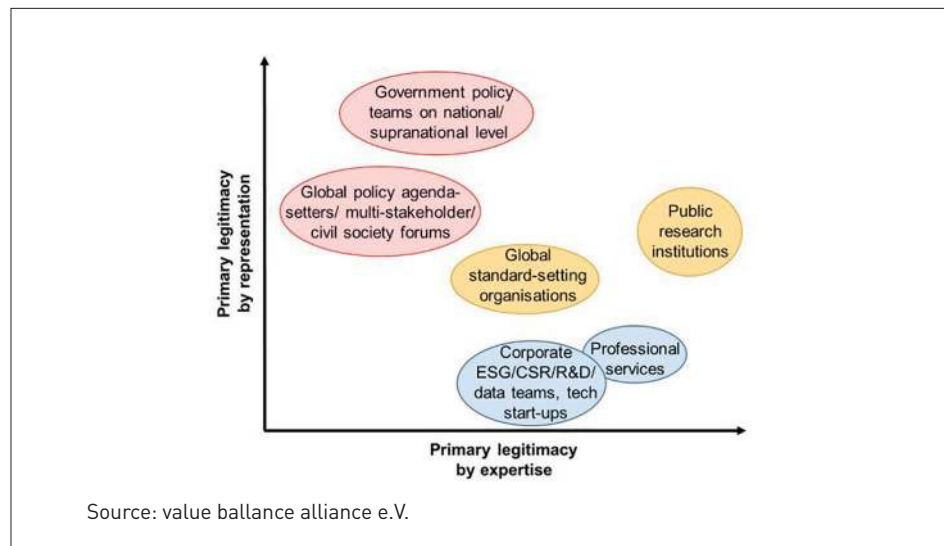 Government policy
teams on national/
supranational level
Global policy agenda-
setters/ multi-stakeholder/
civil society forums
Public
research
institutions
Global
standard-setting
organisations
Professional
services
Corporate
ESG/CSR/R&D/
data teams, tech
start-ups
Primary legitimacy
by representation
Primary legitimacy
by expertise
Source: value ballance alliance e.V.